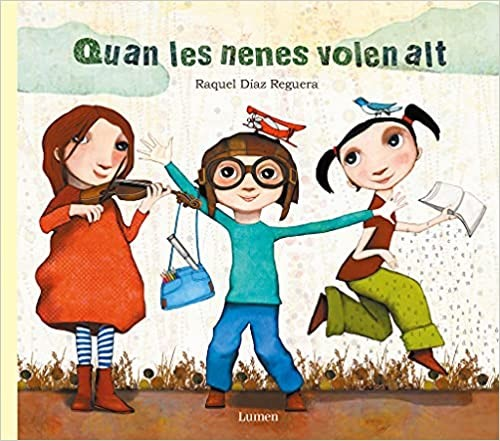 Quan les nenes volen alt
Raquel Díaz Reguera
Lumen